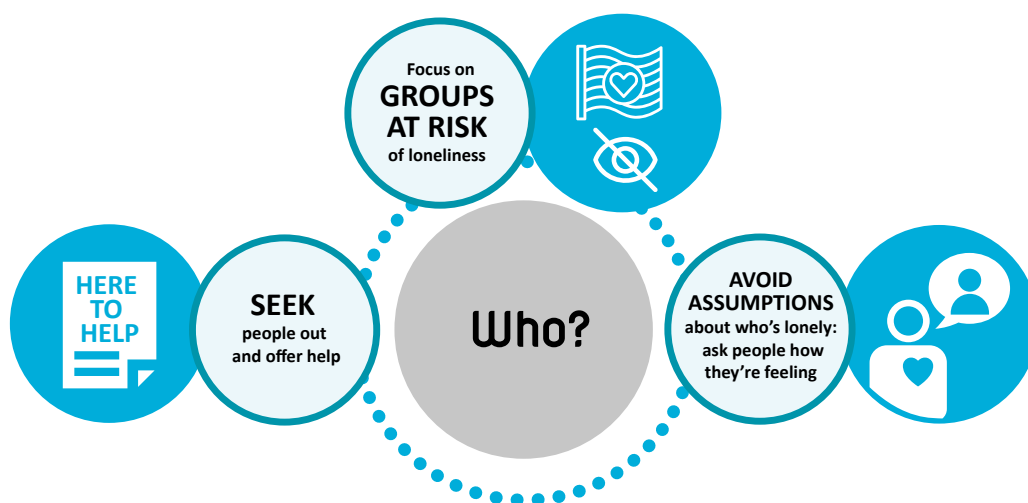 Focus on
GROUPS
AT RISK
of loneliness
HERE
TO
HELP
SEEK
people out
and offer help
Who?
AVOID
ASSUMPTIONS
about who's lonely:
ask people how
they're feeling